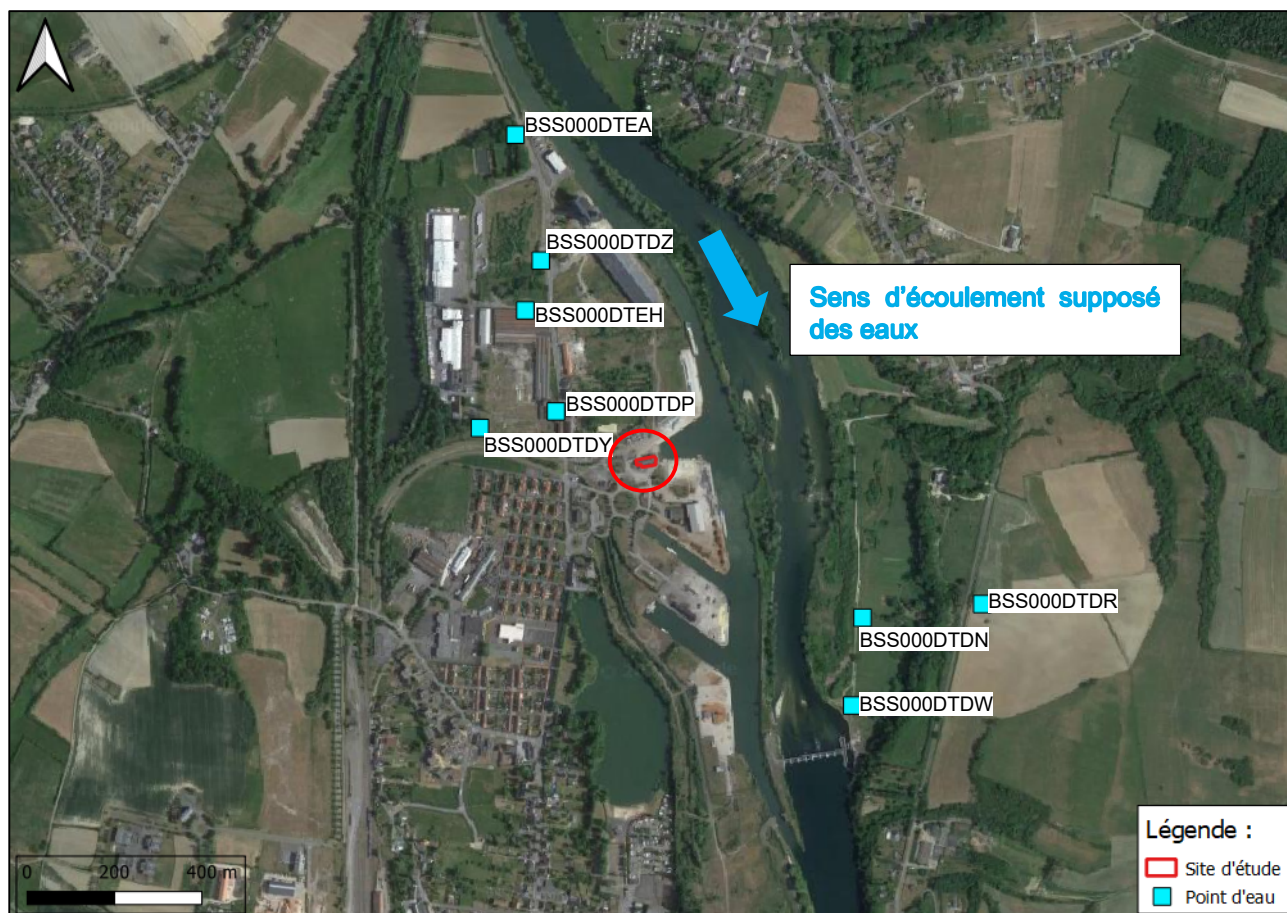 BSS000DTEA
BSS000DTDZ
Sens d'écoulement supposé
des eaux
BSS000DTEH
BSS000DTDP
BSS000DTDY
BSS000DTDR
BSS000DTDN
BSS000DTDW
Légende :
Site d'étude
Point d'eau
0 200 400 m